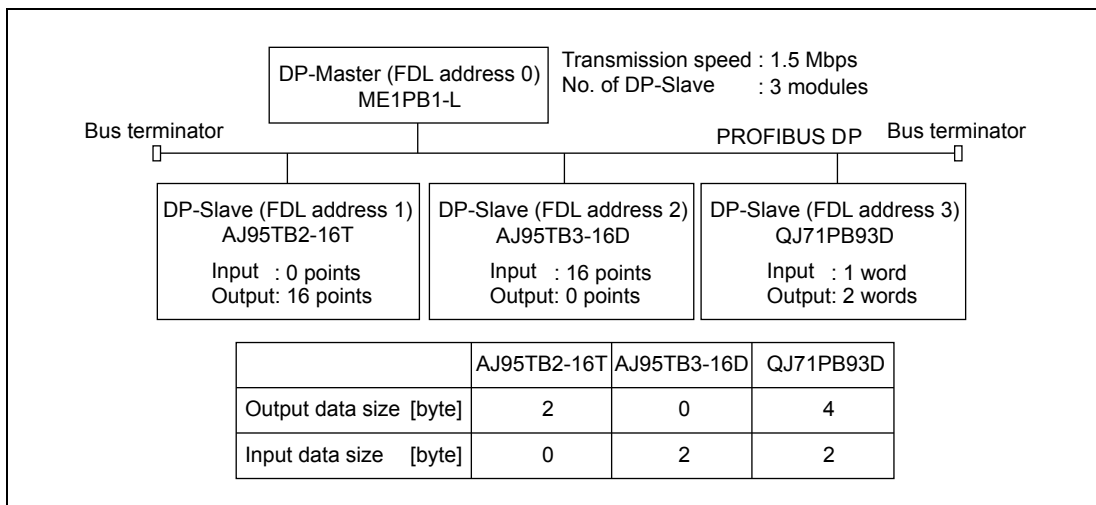 DP-Master (FDL address 0)
ME1PB1-L
Transmission speed : 1.5 Mbps
No. of DP-Slave : 3 modules
Bus terminator
PROFIBUS DP
Bus terminator
DP-Slave (FDL address 1)
AJ95TB2-16T
Input : 0 points
Output: 16 points
DP-Slave (FDL address 2)
AJ95TB3-16D
Input : 16 points
Output: 0 points
DP-Slave (FDL address 3)
QJ71PB93D
Input : 1 word
Output: 2 words
AJ95TB2-16T AJ95TB3-16D QJ71PB93D
Output data size [byte] 2 0 4
Input data size [byte] 0 2 2